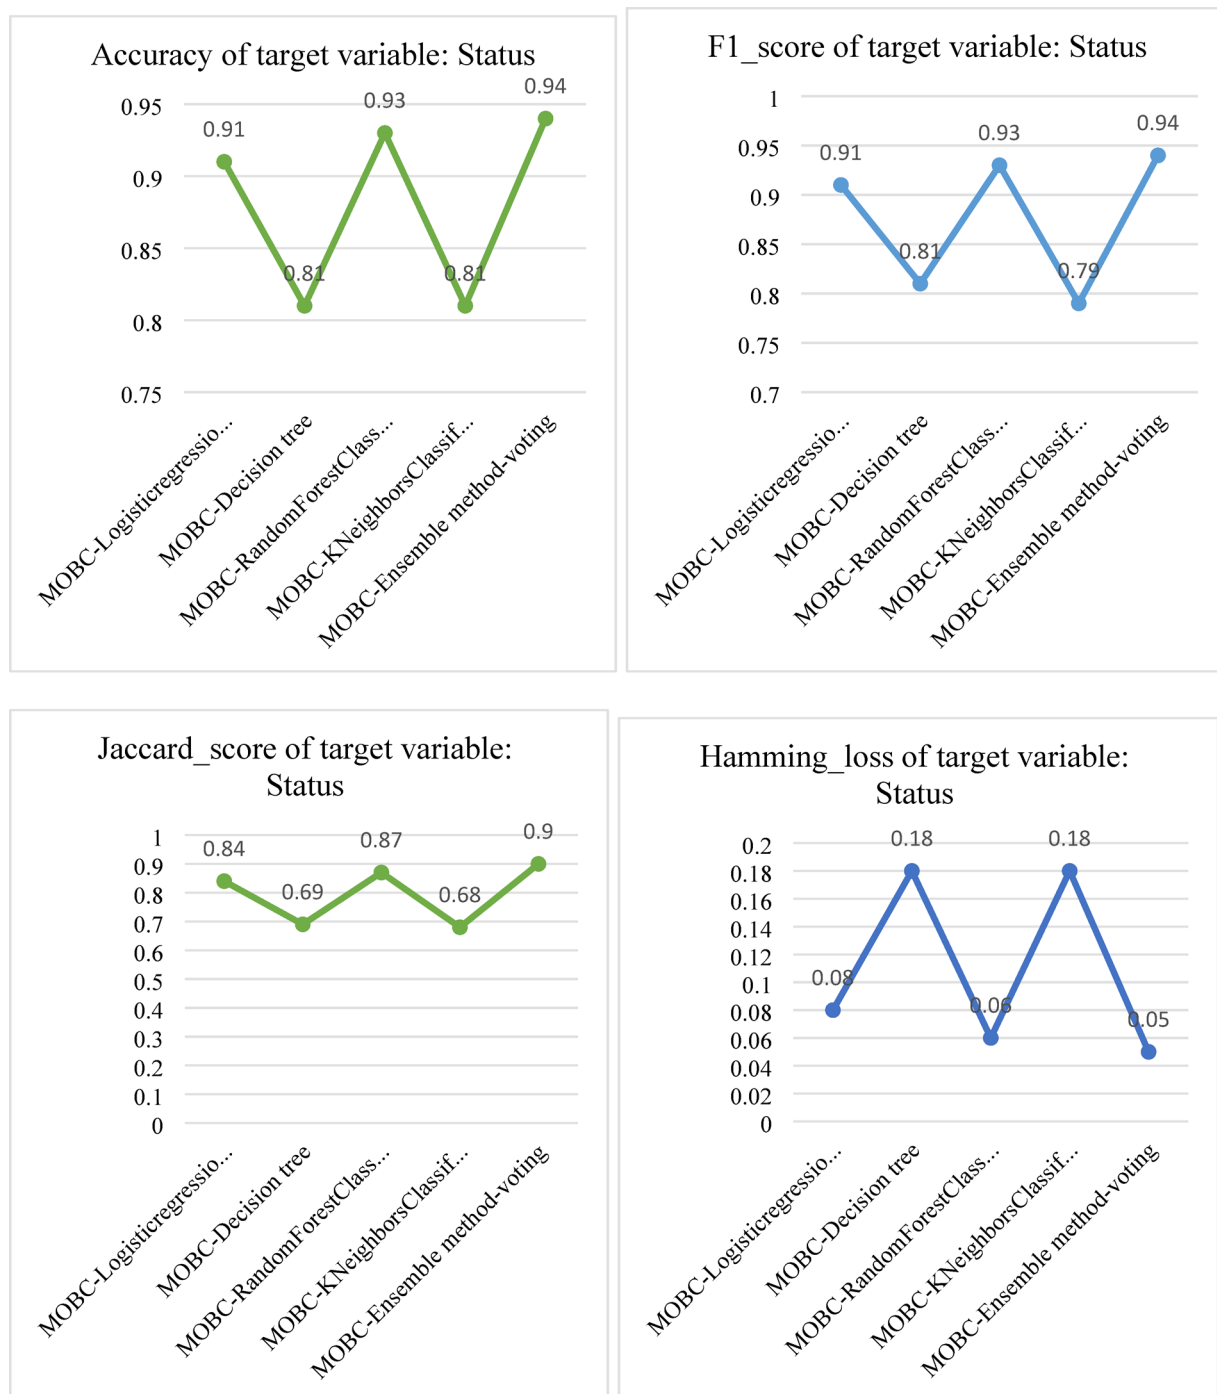 Accuracy of target variable: Status
0.95
0.9
0.85
0.8
0.75
0.91
0.81
0.93
0.81
0.94
MOBC-Logisticregressio...
MOBC-Decision tree
MOBC-RandomForestClass...
MOBC-KNeighborsClassif...
MOBC-Ensemble method-voting
F1_score of target variable: Status
1
0.95
0.9
0.85
0.8
0.75
0.7
0.91
0.81
0.93
0.79
0.94
MOBC-Logisticregressio...
MOBC-Decision tree
MOBC-RandomForestClass...
MOBC-KNeighborsClassif...
MOBC-Ensemble method-voting
Jaccard_score of target variable:
Status
1
0.9
0.8
0.7
0.6
0.5
0.4
0.3
0.2
0.1
0
0.84
0.69
0.87
0.68
0.9
MOBC-Logisticregressio...
MOBC-Decision tree
MOBC-RandomForestClass...
MOBC-KNeighborsClassif...
MOBC-Ensemble method-voting
Hamming_loss of target variable:
Status
0.2
0.18
0.16
0.14
0.12
0.1
0.08
0.06
0.04
0.02
0
0.08
0.18
0.06
0.18
0.05
MOBC-Logisticregressio...
MOBC-Decision tree
MOBC-RandomForestClass...
MOBC-KNeighborsClassif...
MOBC-Ensemble method-voting